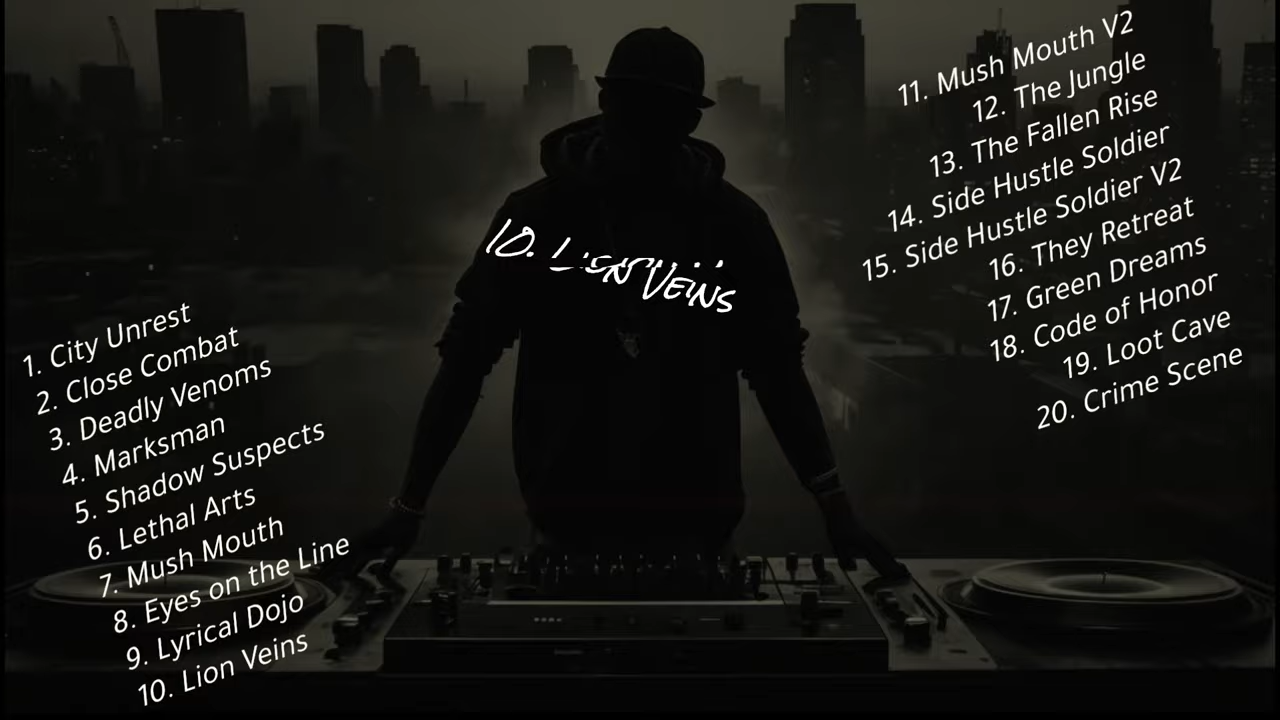 1. City Unrest
2. Close Combat
3. Deadly Venoms
4. Marksman
5. Shadow Suspects
6. Lethal Arts
7. Mush Mouth
8. Eyes on the Line
9. Lyrical Dojo
10. Lion Veins
10. Lion Veins
11. Mush Mouth V2
12. The Jungle
13. The Fallen Rise
14. Side Hustle Soldier
15. Side Hustle Soldier V2
16. They Retreat
17. Green Dreams
18. Code of Honor
19. Loot Cave
20. Crime Scene